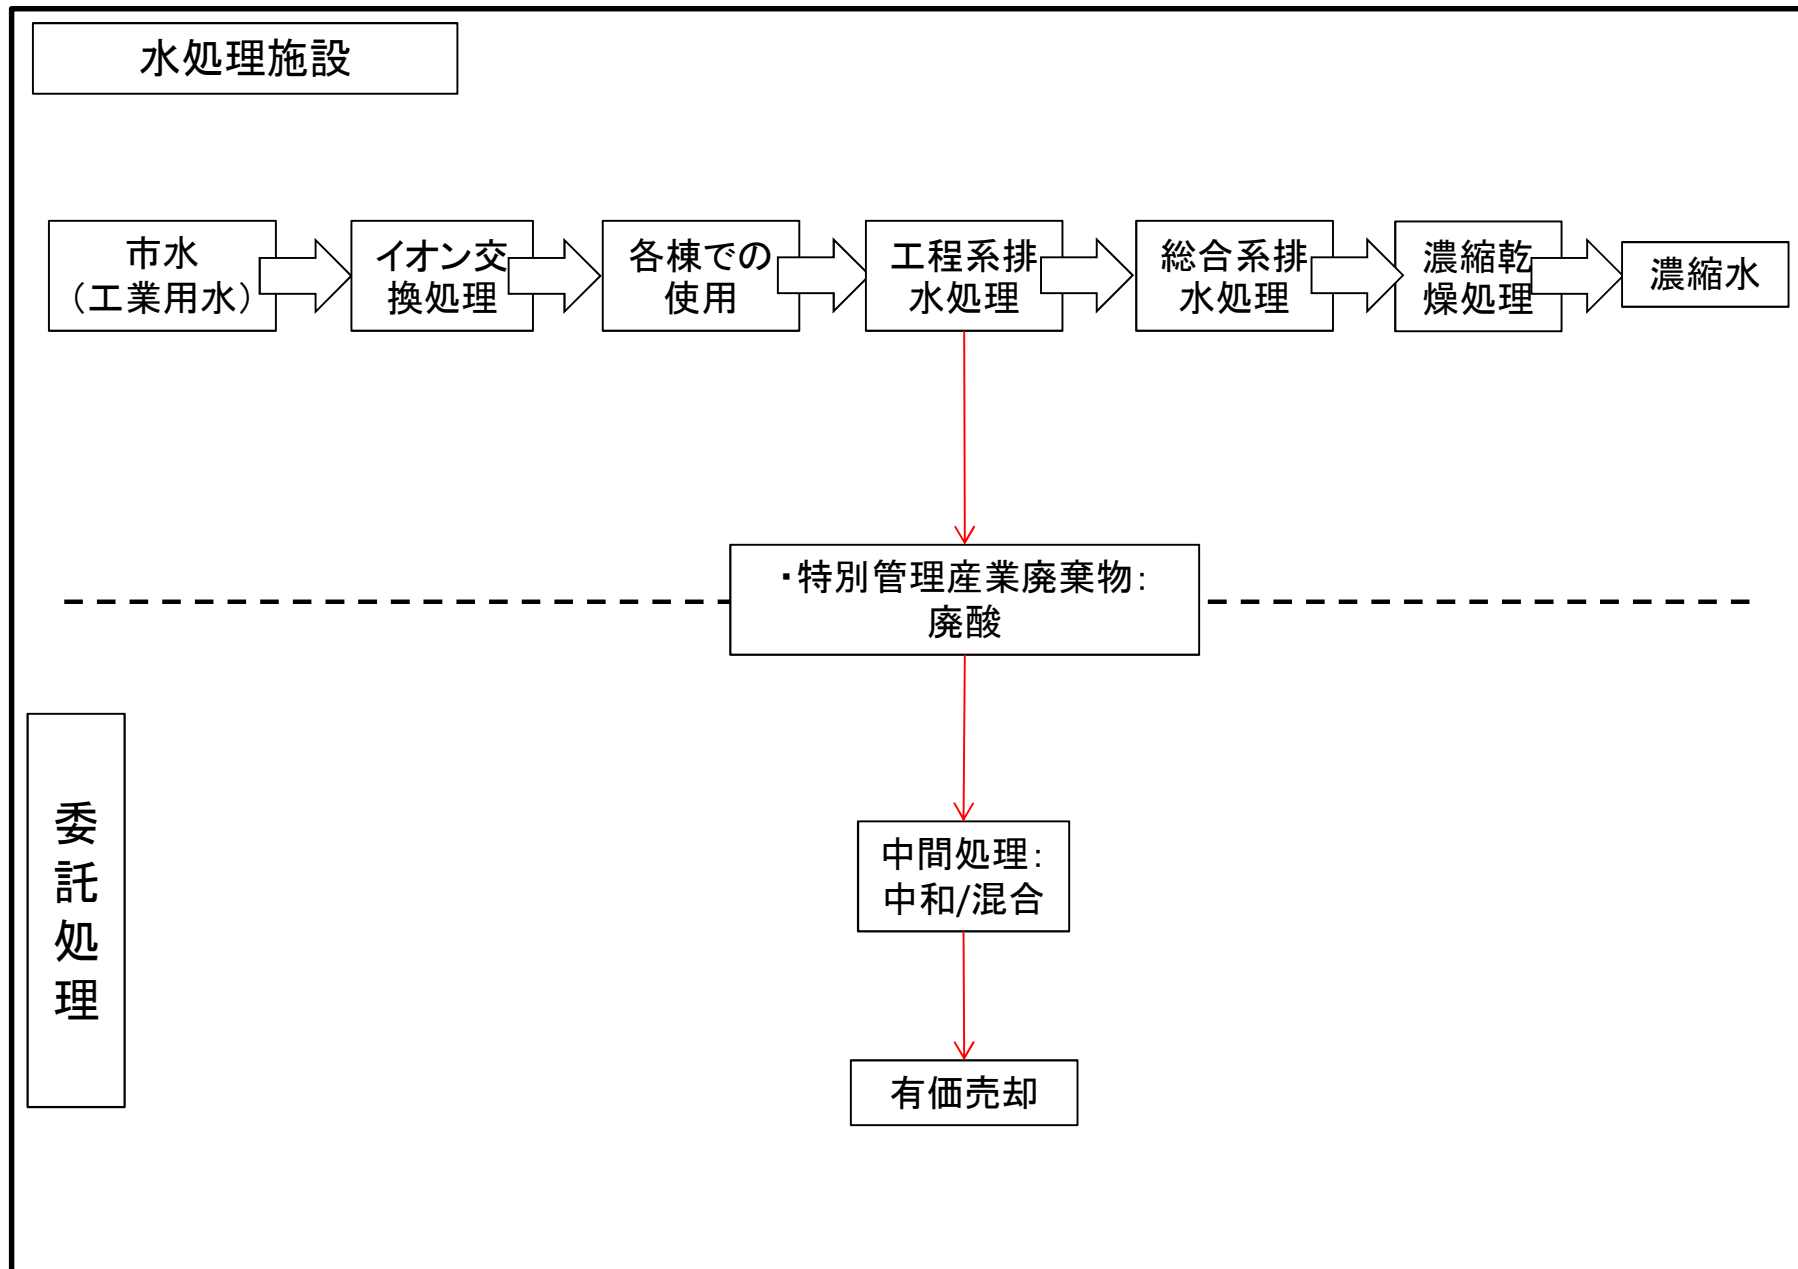 水処理施設
市水
（工業用水）
イオン交
換処理
各棟での
使用
工程系排
水処理
総合系排
水処理
濃縮乾
燥処理
濃縮水
・特別管理産業廃棄物：
廃酸
委託処理
中間処理：
中和/混合
有価売却